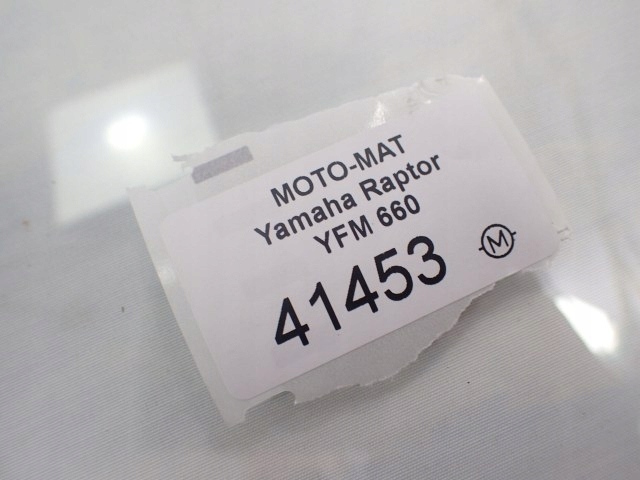 MOTO-MAT
Yamaha Raptor
YFM 660
41453
M